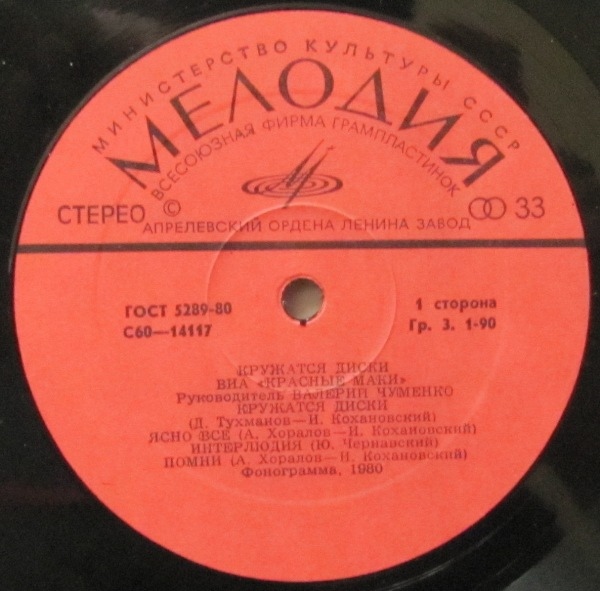 МИНИСТЕРСТВО КУЛЬТУРЫ СССР
МЕЛОДИЯ
ВСЕСОЮЗНАЯ ФИРМА ГРАМПЛАСТИНОК
СТЕРЕО © 33
АПРЕЛЕВСКИЙ ОРДЕНА ЛЕНИНА ЗАВОД
ГОСТ 5289-80 1 сторона
С60—14117 Гр. 3. 1-90
КРУЖАТСЯ ДИСКИ
ВИА «КРАСНЫЕ МАКИ»
Руководитель ВАЛЕРИЙ ЧУМЕНКО
КРУЖАТСЯ ДИСКИ
(Д. Тухманов—И. Кохановский)
ЯСНО ВСЕ (А. Хоралов—И. Кохановский)
ИНТЕРЛЮДИЯ (Ю. Чернавский)
ПОМНИ (А. Хоралов—И. Кохановский)
Фонограмма, 1980